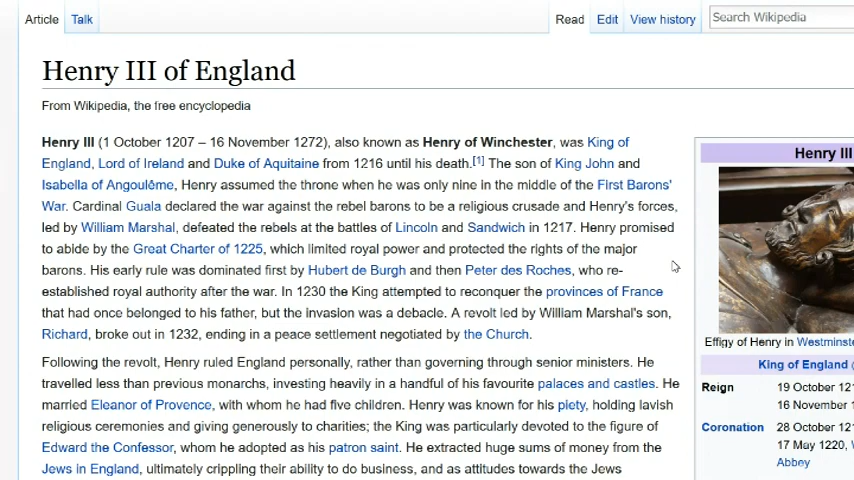 Article Talk Read Edit View history Search Wikipedia
Henry III of England
From Wikipedia, the free encyclopedia
Henry III (1 October 1207 – 16 November 1272), also known as Henry of Winchester, was King of
England, Lord of Ireland and Duke of Aquitaine from 1216 until his death.[1] The son of King John and
Isabella of Angoulême, Henry assumed the throne when he was only nine in the middle of the First Barons'
War. Cardinal Guala declared the war against the rebel barons to be a religious crusade and Henry's forces,
led by William Marshal, defeated the rebels at the battles of Lincoln and Sandwich in 1217. Henry promised
to abide by the Great Charter of 1225, which limited royal power and protected the rights of the major
barons. His early rule was dominated first by Hubert de Burgh and then Peter des Roches, who re-
established royal authority after the war. In 1230 the King attempted to reconquer the provinces of France
that had once belonged to his father, but the invasion was a debacle. A revolt led by William Marshal's son,
Richard, broke out in 1232, ending in a peace settlement negotiated by the Church.
Following the revolt, Henry ruled England personally, rather than governing through senior ministers. He
travelled less than previous monarchs, investing heavily in a handful of his favourite palaces and castles. He
married Eleanor of Provence, with whom he had five children. Henry was known for his piety, holding lavish
religious ceremonies and giving generously to charities; the King was particularly devoted to the figure of
Edward the Confessor, whom he adopted as his patron saint. He extracted huge sums of money from the
Jews in England, ultimately crippling their ability to do business, and as attitudes towards the Jews
Henry III
Effigy of Henry in Westminste
King of England (
Reign 19 October 121
16 November 1
Coronation 28 October 121
17 May 1220, W
Abbey